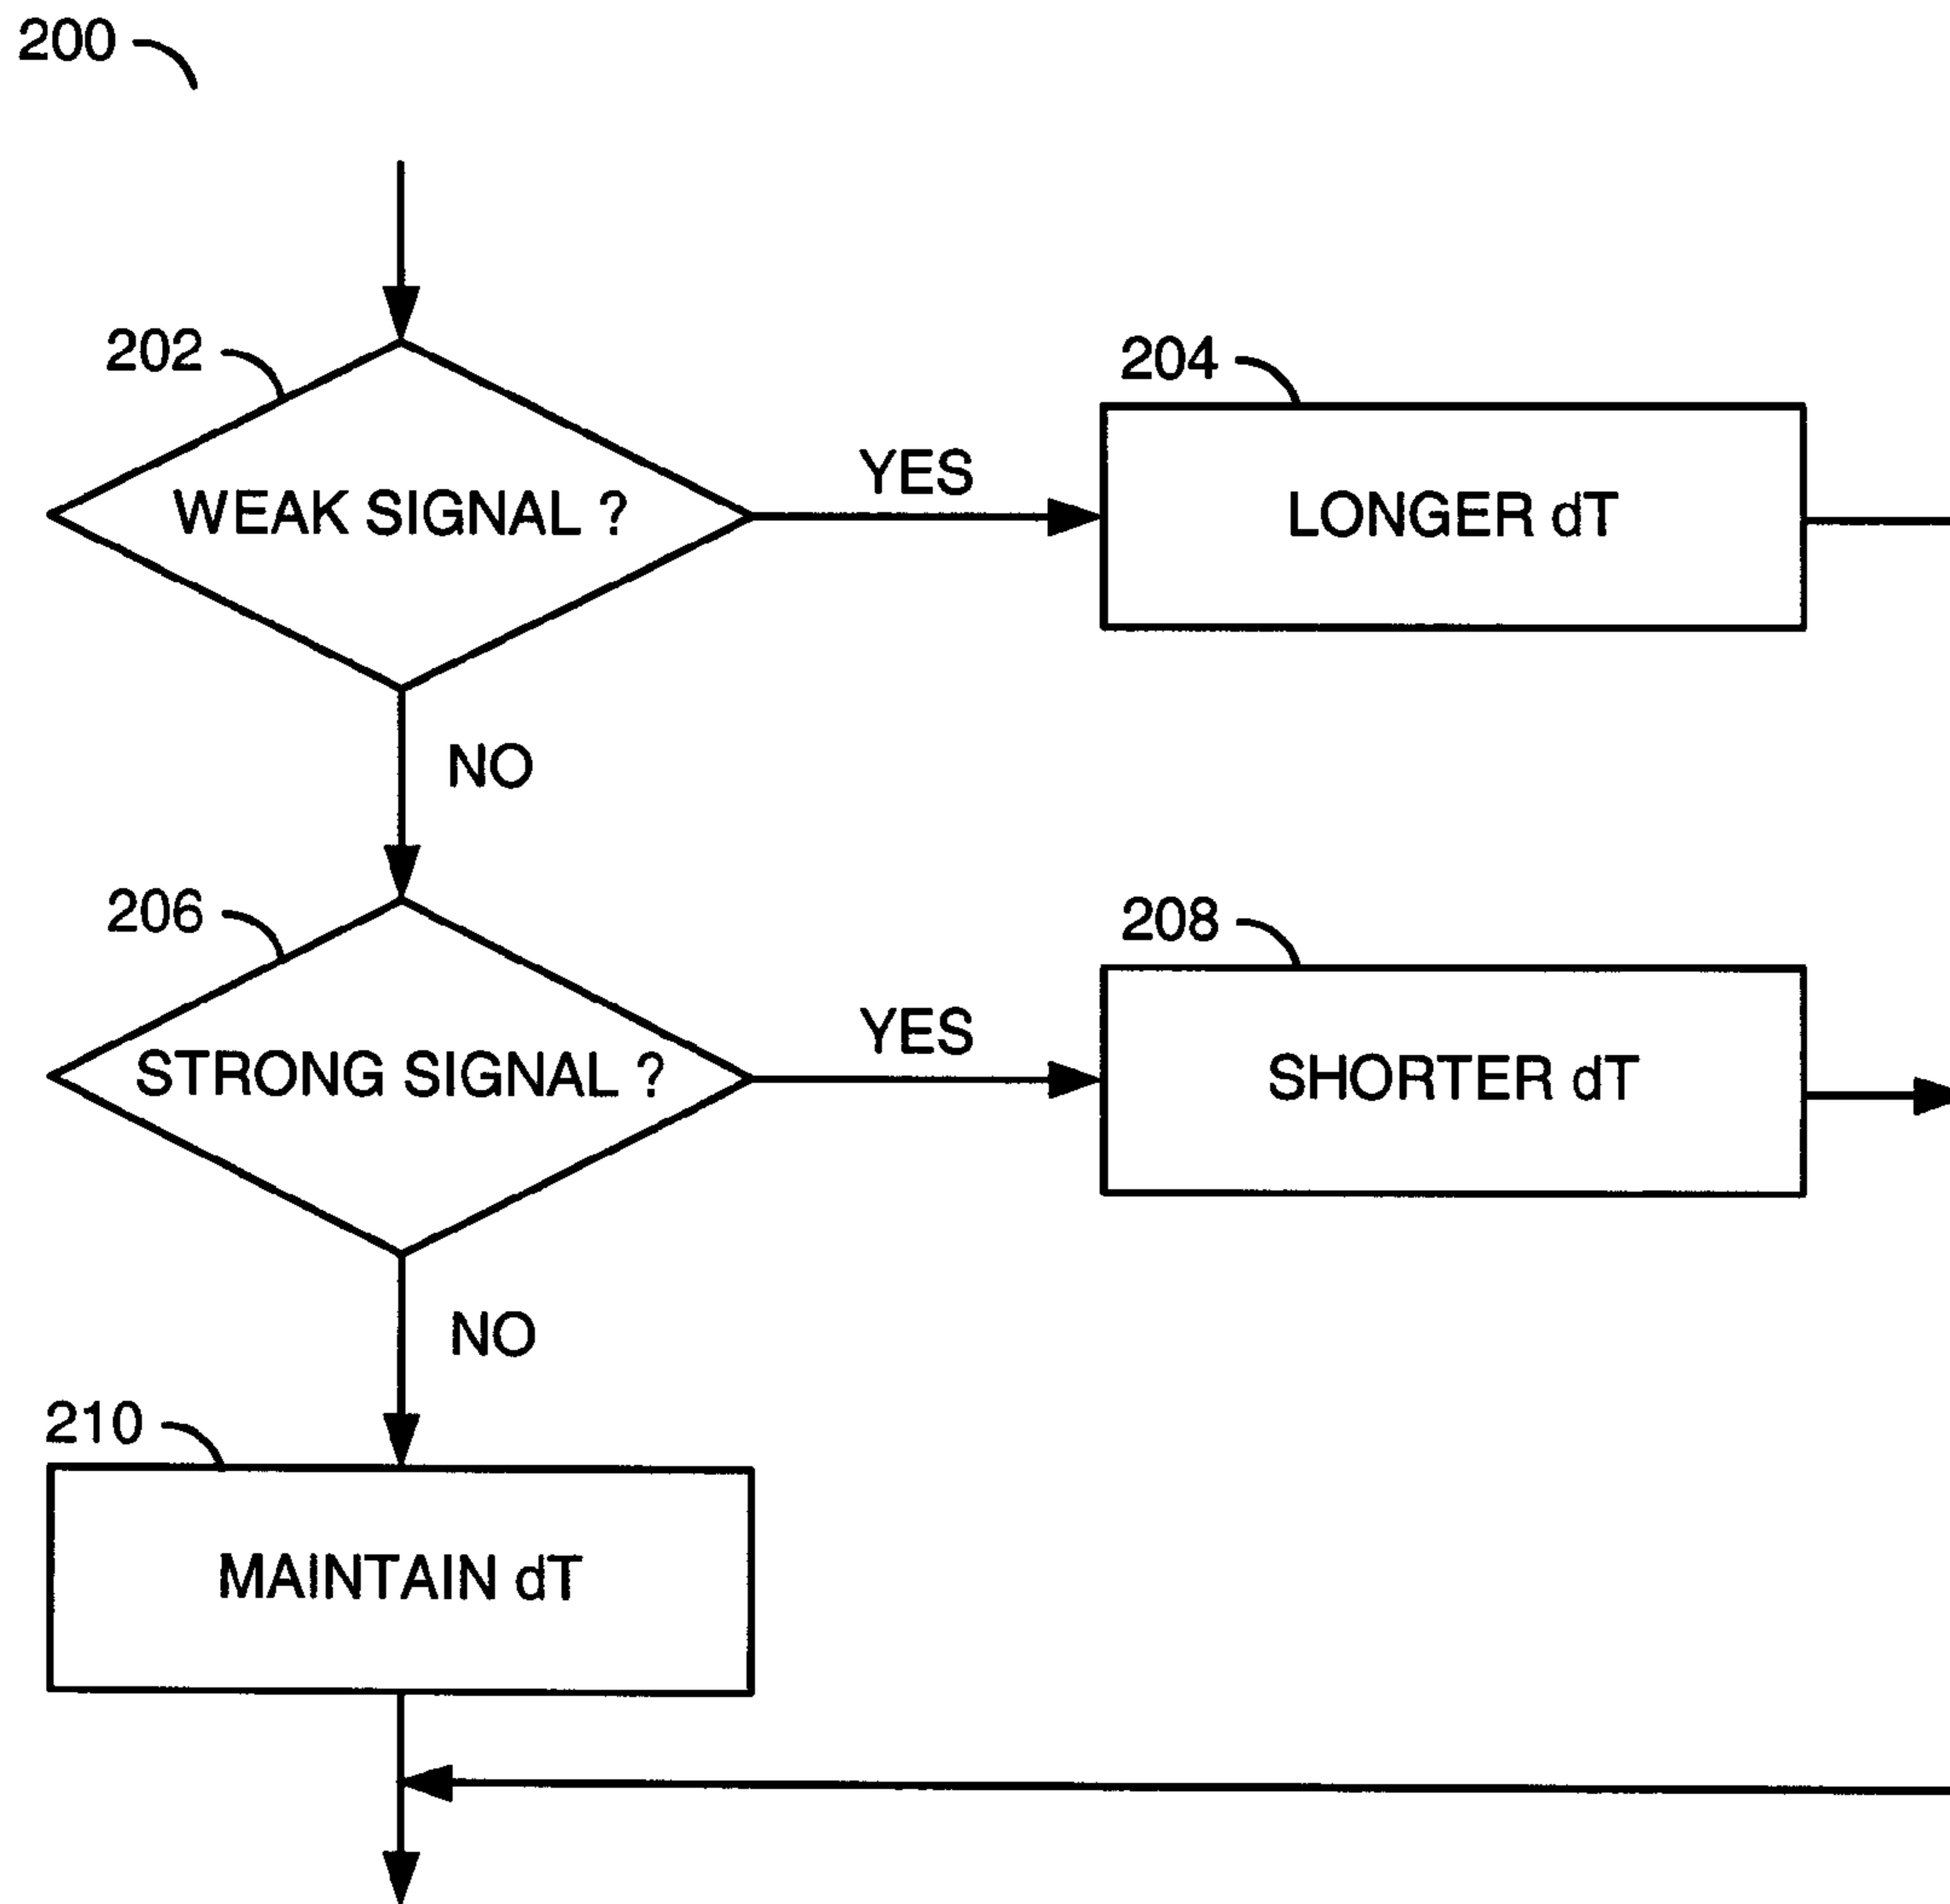 200
202
WEAK SIGNAL ?
YES
204
LONGER dT
NO
206
STRONG SIGNAL ?
YES
208
SHORTER dT
NO
210
MAINTAIN dT